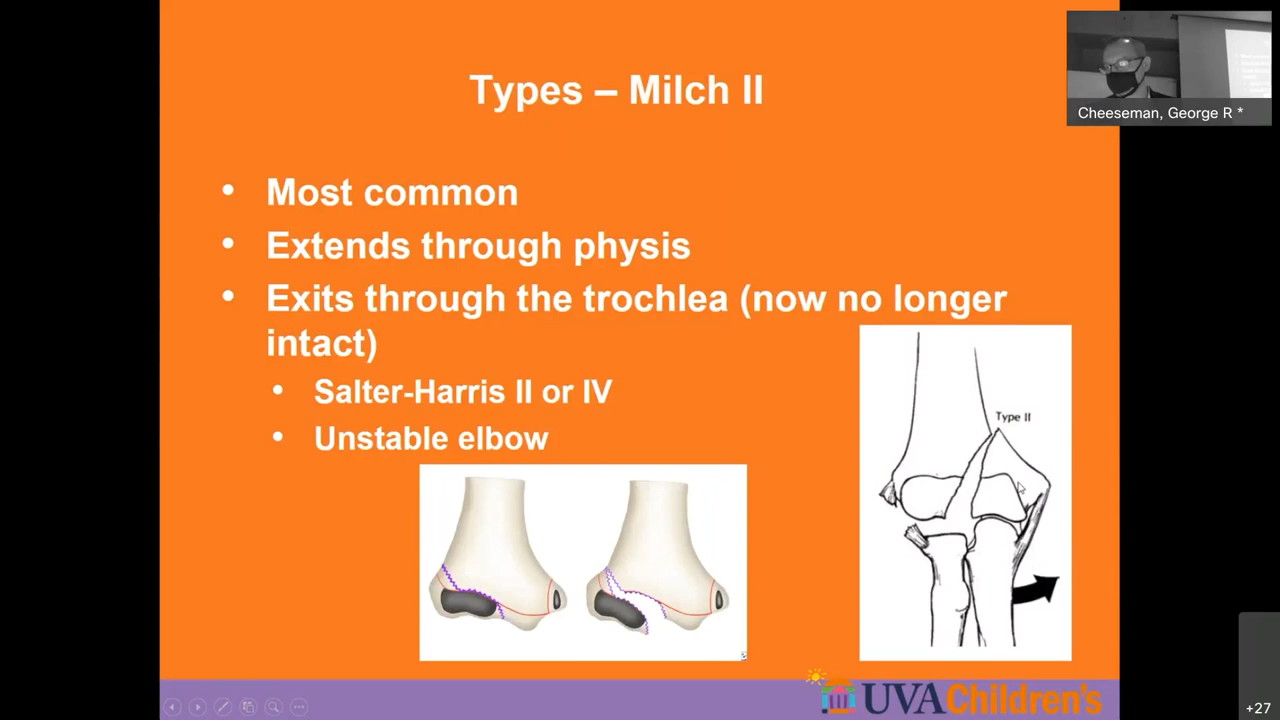 Types – Milch II
Cheeseman, George R *
• Most common
• Extends through physis
• Exits through the trochlea (now no longer
intact)
• Salter-Harris II or IV
• Unstable elbow
Type II
UVA Children's
+27